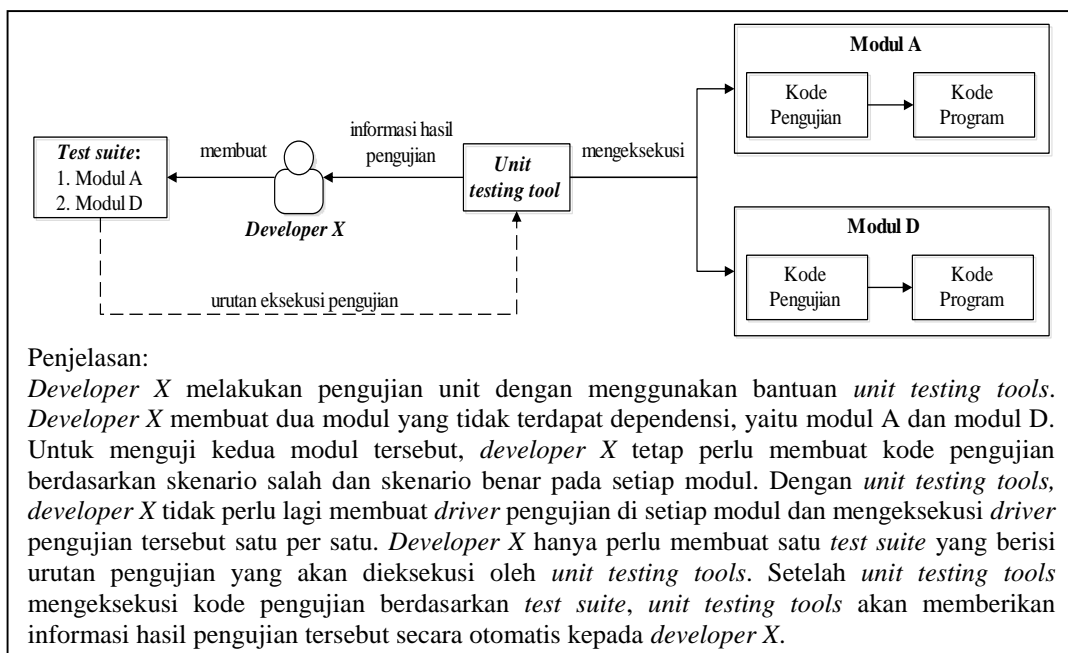 Modul A
Kode
Pengujian
Kode
Program
Test suite:
1. Modul A
2. Modul D
membuat
Developer X
informasi hasil
pengujian
Unit
testing tool
mengeksekusi
Modul D
Kode
Pengujian
Kode
Program
urutan eksekusi pengujian
Penjelasan:
Developer X melakukan pengujian unit dengan menggunakan bantuan unit testing tools.
Developer X membuat dua modul yang tidak terdapat dependensi, yaitu modul A dan modul D.
Untuk menguji kedua modul tersebut, developer X tetap perlu membuat kode pengujian
berdasarkan skenario salah dan skenario benar pada setiap modul. Dengan unit testing tools,
developer X tidak perlu lagi membuat driver pengujian di setiap modul dan mengeksekusi driver
pengujian tersebut satu per satu. Developer X hanya perlu membuat satu test suite yang berisi
urutan pengujian yang akan dieksekusi oleh unit testing tools. Setelah unit testing tools
mengeksekusi kode pengujian berdasarkan test suite, unit testing tools akan memberikan
informasi hasil pengujian tersebut secara otomatis kepada developer X.